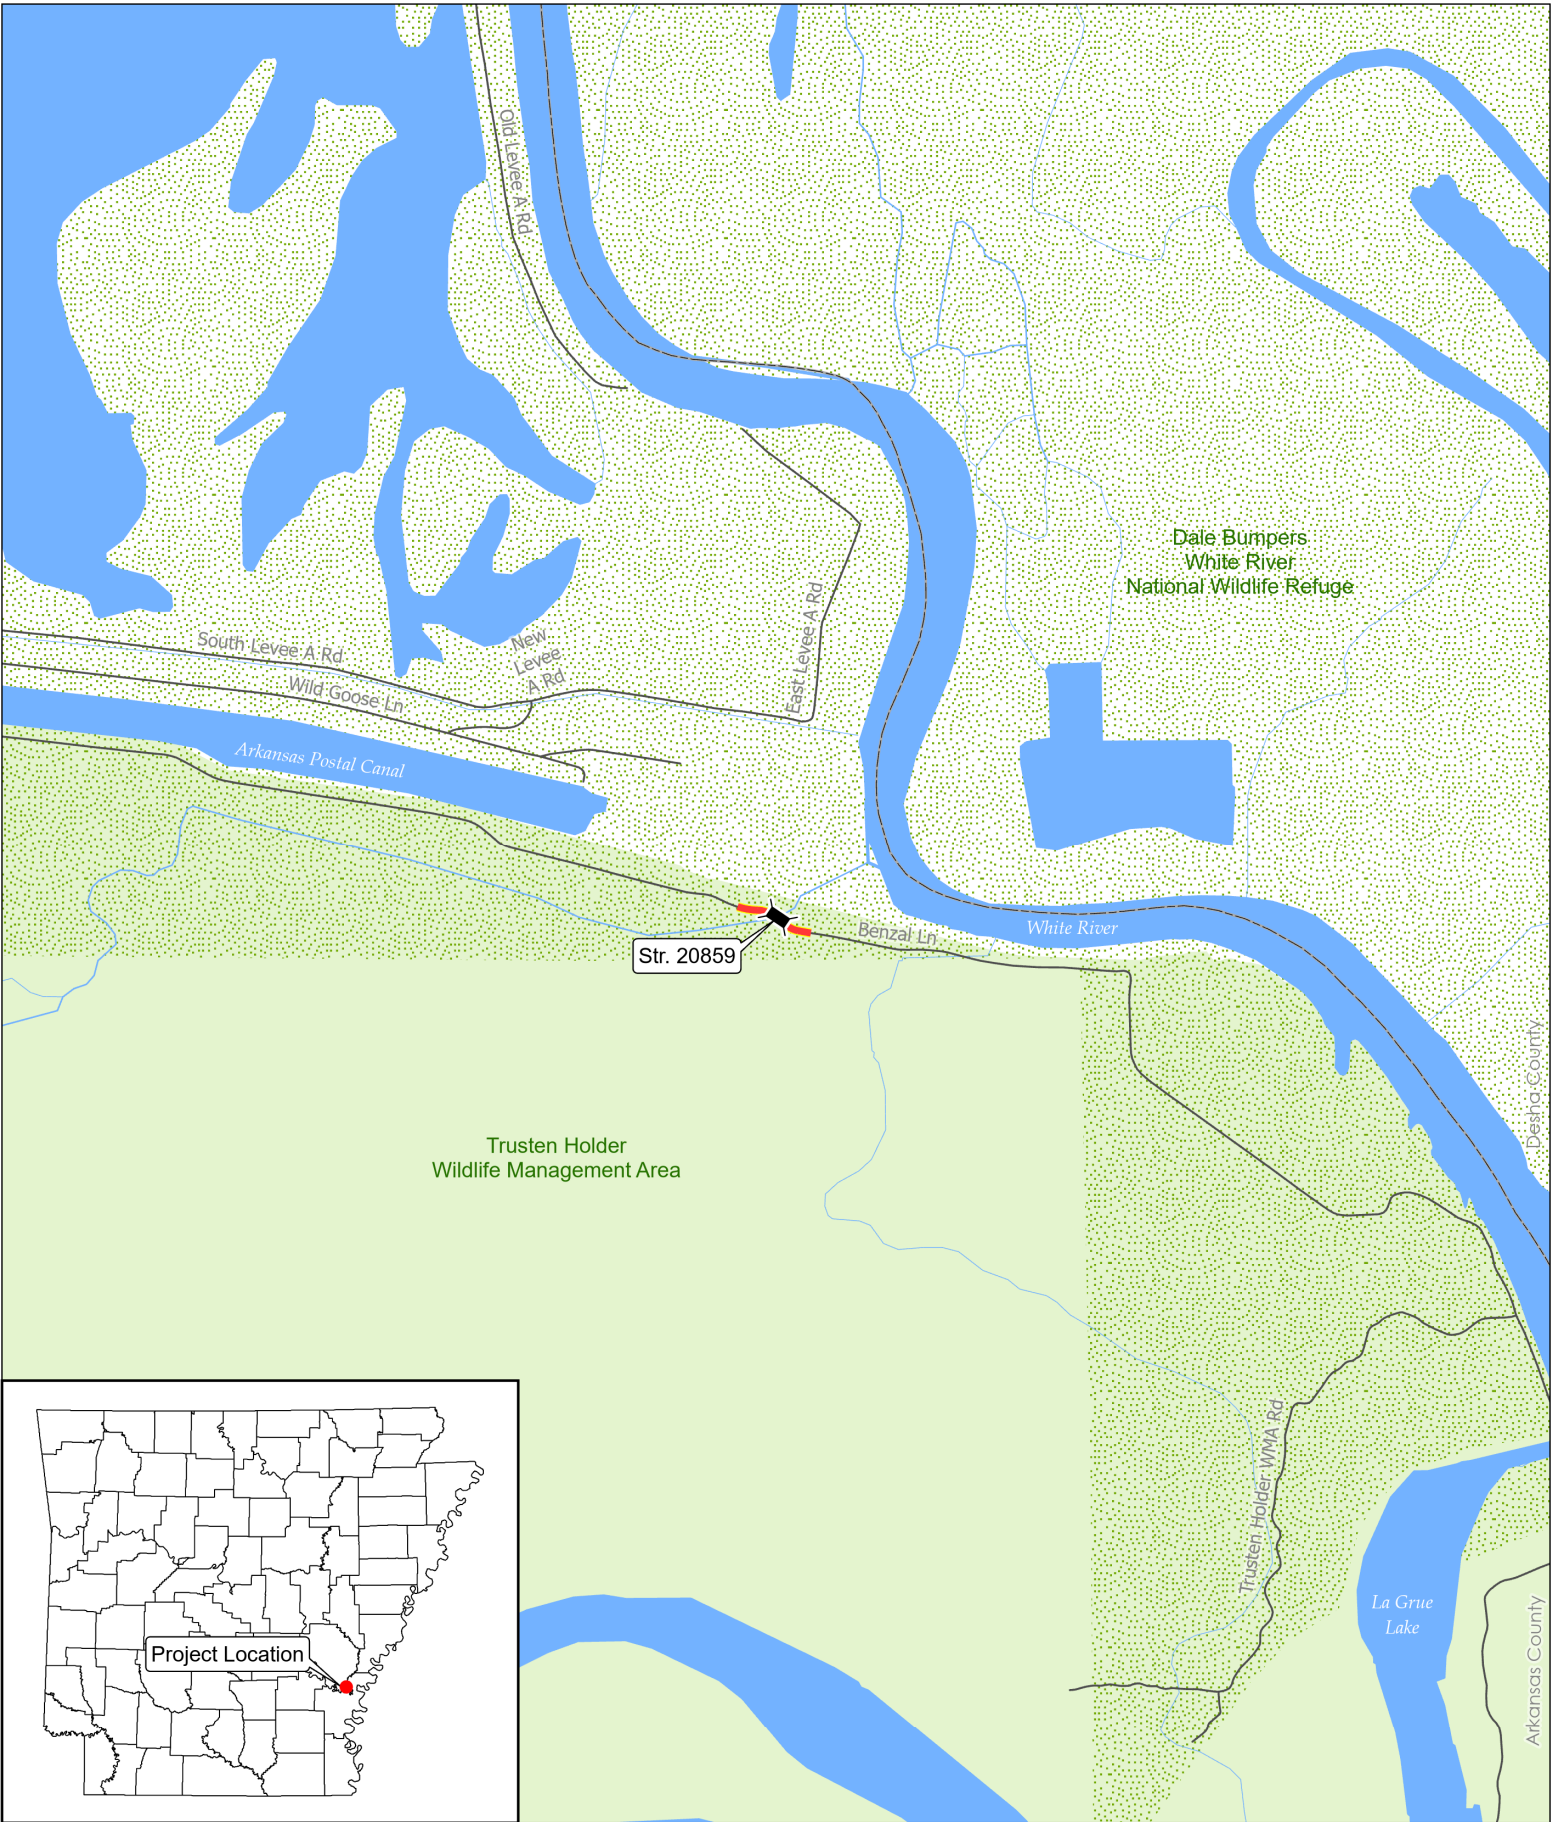 Old Levee A Rd
Dale Bumpers
White River
National Wildlife Refuge
East Levee A Rd
South Levee A Rd
New
Levee
A Rd
Wild Goose Ln
Arkansas Postal Canal
Benzal Ln
White River
Str. 20859
Desha County
Trusten Holder
Wildlife Management Area
Trusten Holder WMA Rd
La Grue
Lake
Arkansas County
Project Location